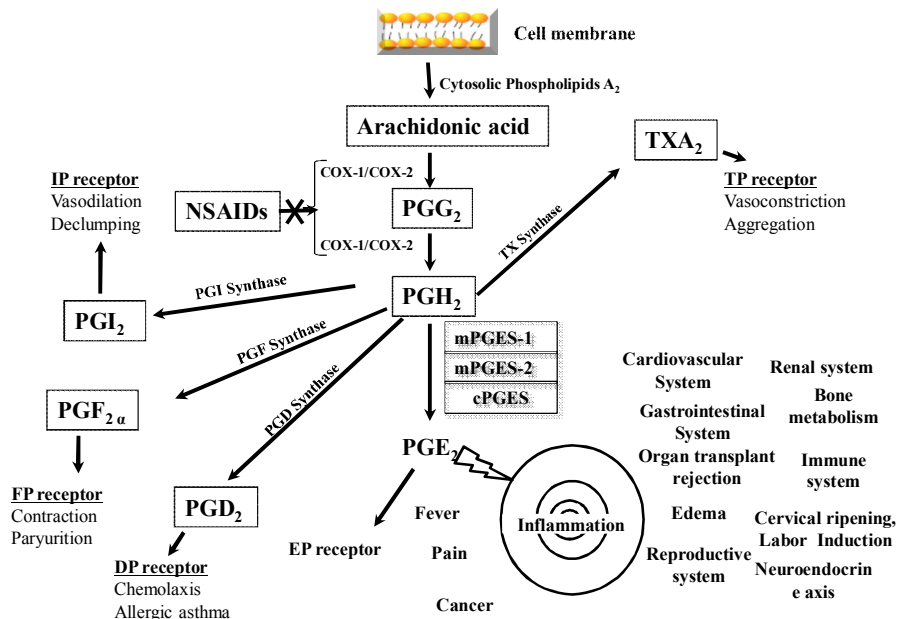 Cell membrane
Cytosolic Phospholipids A₂
Arachidonic acid
TXA₂
COX-1/COX-2
IP receptor
Vasodilation
Declumping
NSAIDs
PGG₂
TP receptor
Vasoconstriction
Aggregation
COX-1/COX-2
TX Synthase
PGI Synthase
PGH₂
PGI₂
PGF Synthase
mPGES-1
mPGES-2
cPGES
PGD Synthase
PGF₂ α
PGE₂
FP receptor
Contraction
Paryurition
PGD₂
DP receptor
Chemolaxis
Allergic asthma
EP receptor
Fever
Pain
Cancer
Inflammation
Cardiovascular
System
Renal system
Bone
metabolism
Gastrointestinal
System
Organ transplant
rejection
Immune
system
Edema
Cervical ripening,
Labor Induction
Reproductive
system
Neuroendocrin
e axis